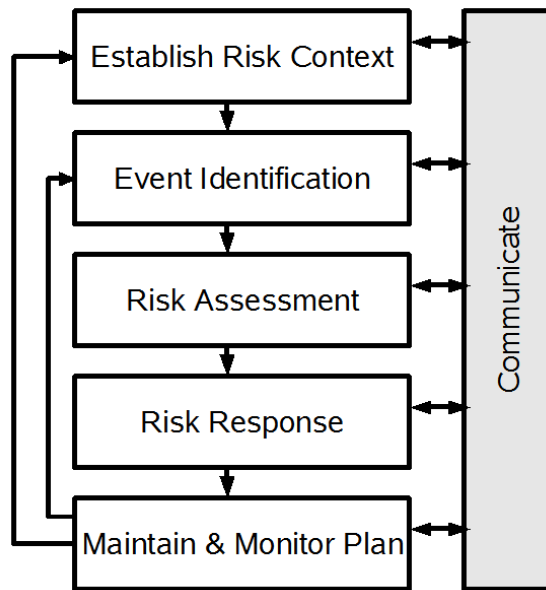 Establish Risk Context
Event Identification
Risk Assessment
Risk Response
Maintain & Monitor Plan
Communicate